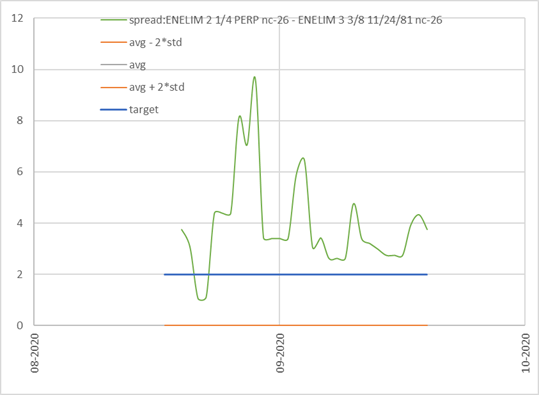 12
spread:ENELIM 2 1/4 PERP nc-26 - ENELIM 3 3/8 11/24/81 nc-26
avg - 2*std
10
avg
avg + 2*std
target
8
6
4
2
0
08-2020
09-2020
10-2020